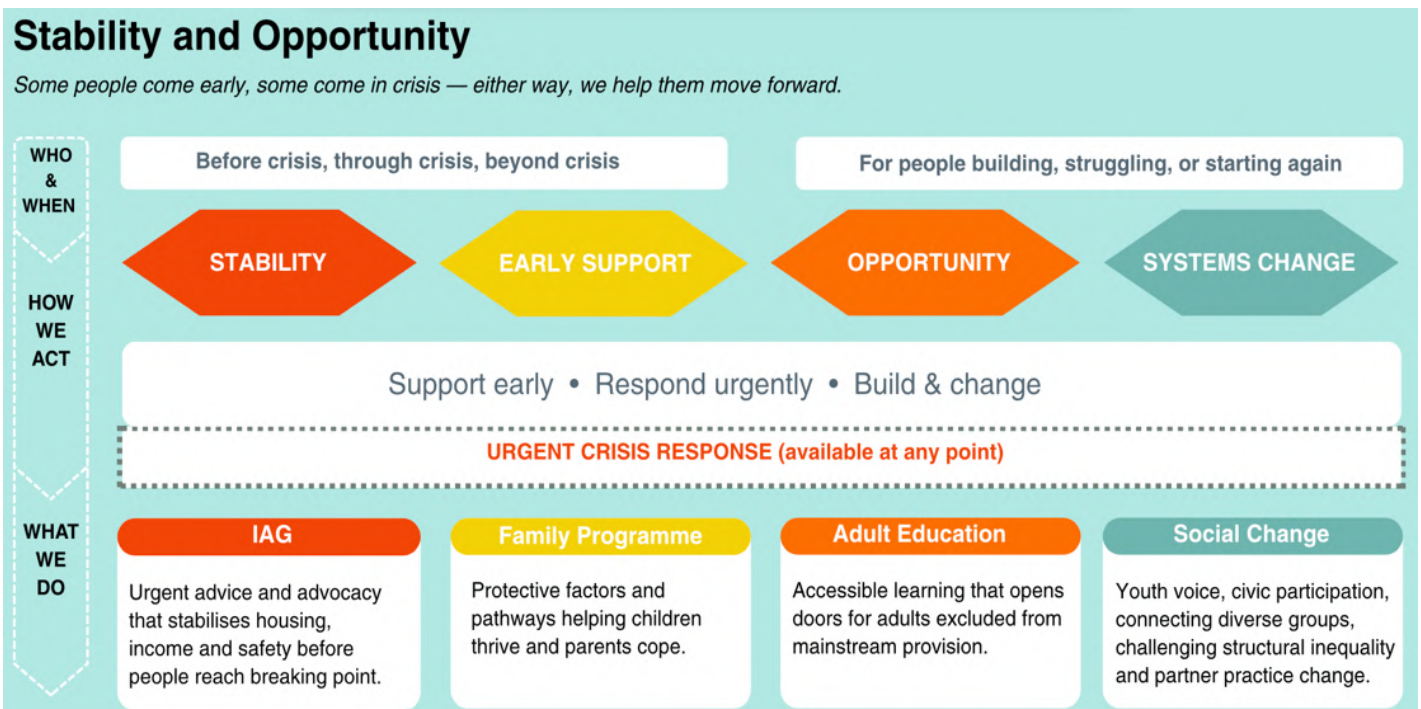 Stability and Opportunity
Some people come early, some come in crisis — either way, we help them move forward.
WHO
&
WHEN
Before crisis, through crisis, beyond crisis
For people building, struggling, or starting again
STABILITY
EARLY SUPPORT
OPPORTUNITY
SYSTEMS CHANGE
HOW
WE
ACT
Support early • Respond urgently • Build & change
URGENT CRISIS RESPONSE (available at any point)
WHAT
WE
DO
IAG
Urgent advice and advocacy
that stabilises housing,
income and safety before
people reach breaking point.
Family Programme
Protective factors and
pathways helping children
thrive and parents cope.
Adult Education
Accessible learning that opens
doors for adults excluded from
mainstream provision.
Social Change
Youth voice, civic participation,
connecting diverse groups,
challenging structural inequality
and partner practice change.